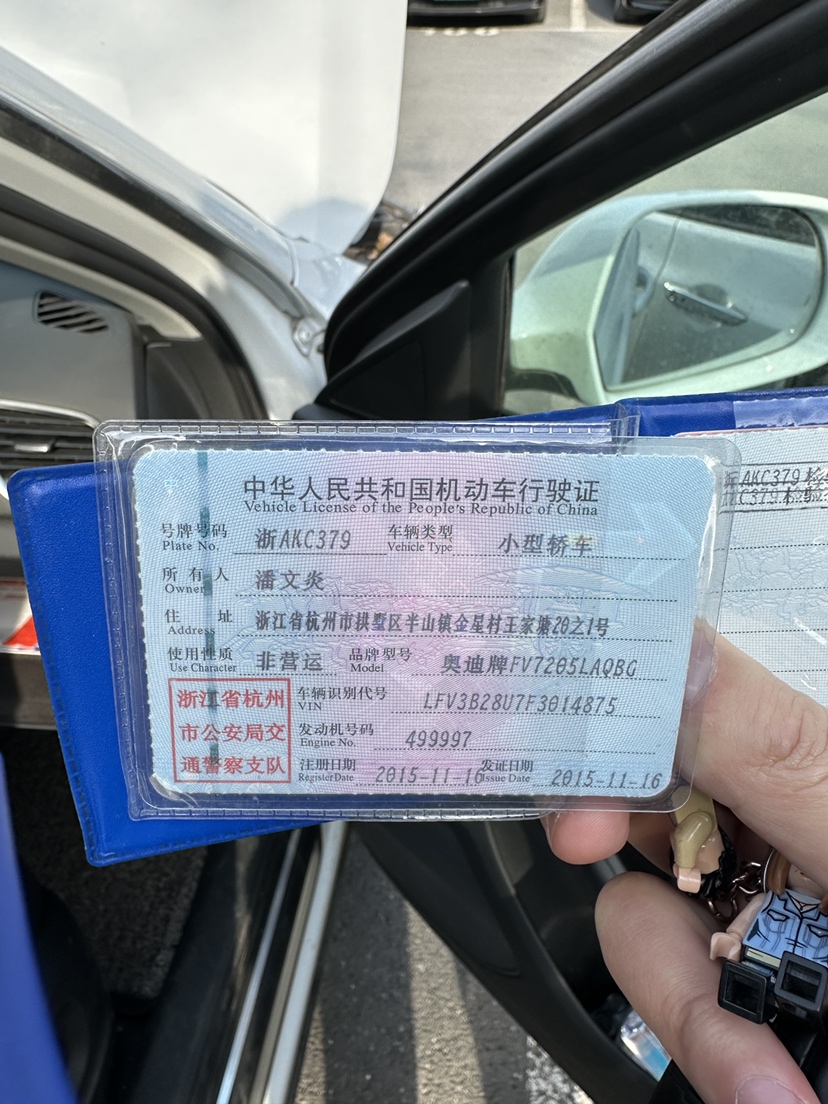 中华人民共和国机动车行驶证
Vehicle License of the People's Republic of China
号牌号码 浙AKC379 车辆类型 小型轿车
Plate No. Vehicle Type
所有人 潘文炎
Owner
住址 浙江省杭州市拱墅区半山镇金星村王家塘20之1号
Address
使用性质 非营运 品牌型号 奥迪牌FV7205LAQBG
Use Character Model
浙江省杭州
市公安局交
通警察支队
车辆识别代号 LFV3B28U7F3014875
VIN
发动机号码 499997
Engine No.
注册日期 2015-11-16 发证日期 2015-11-16
Register Date Issue Date
AKC379
KC379